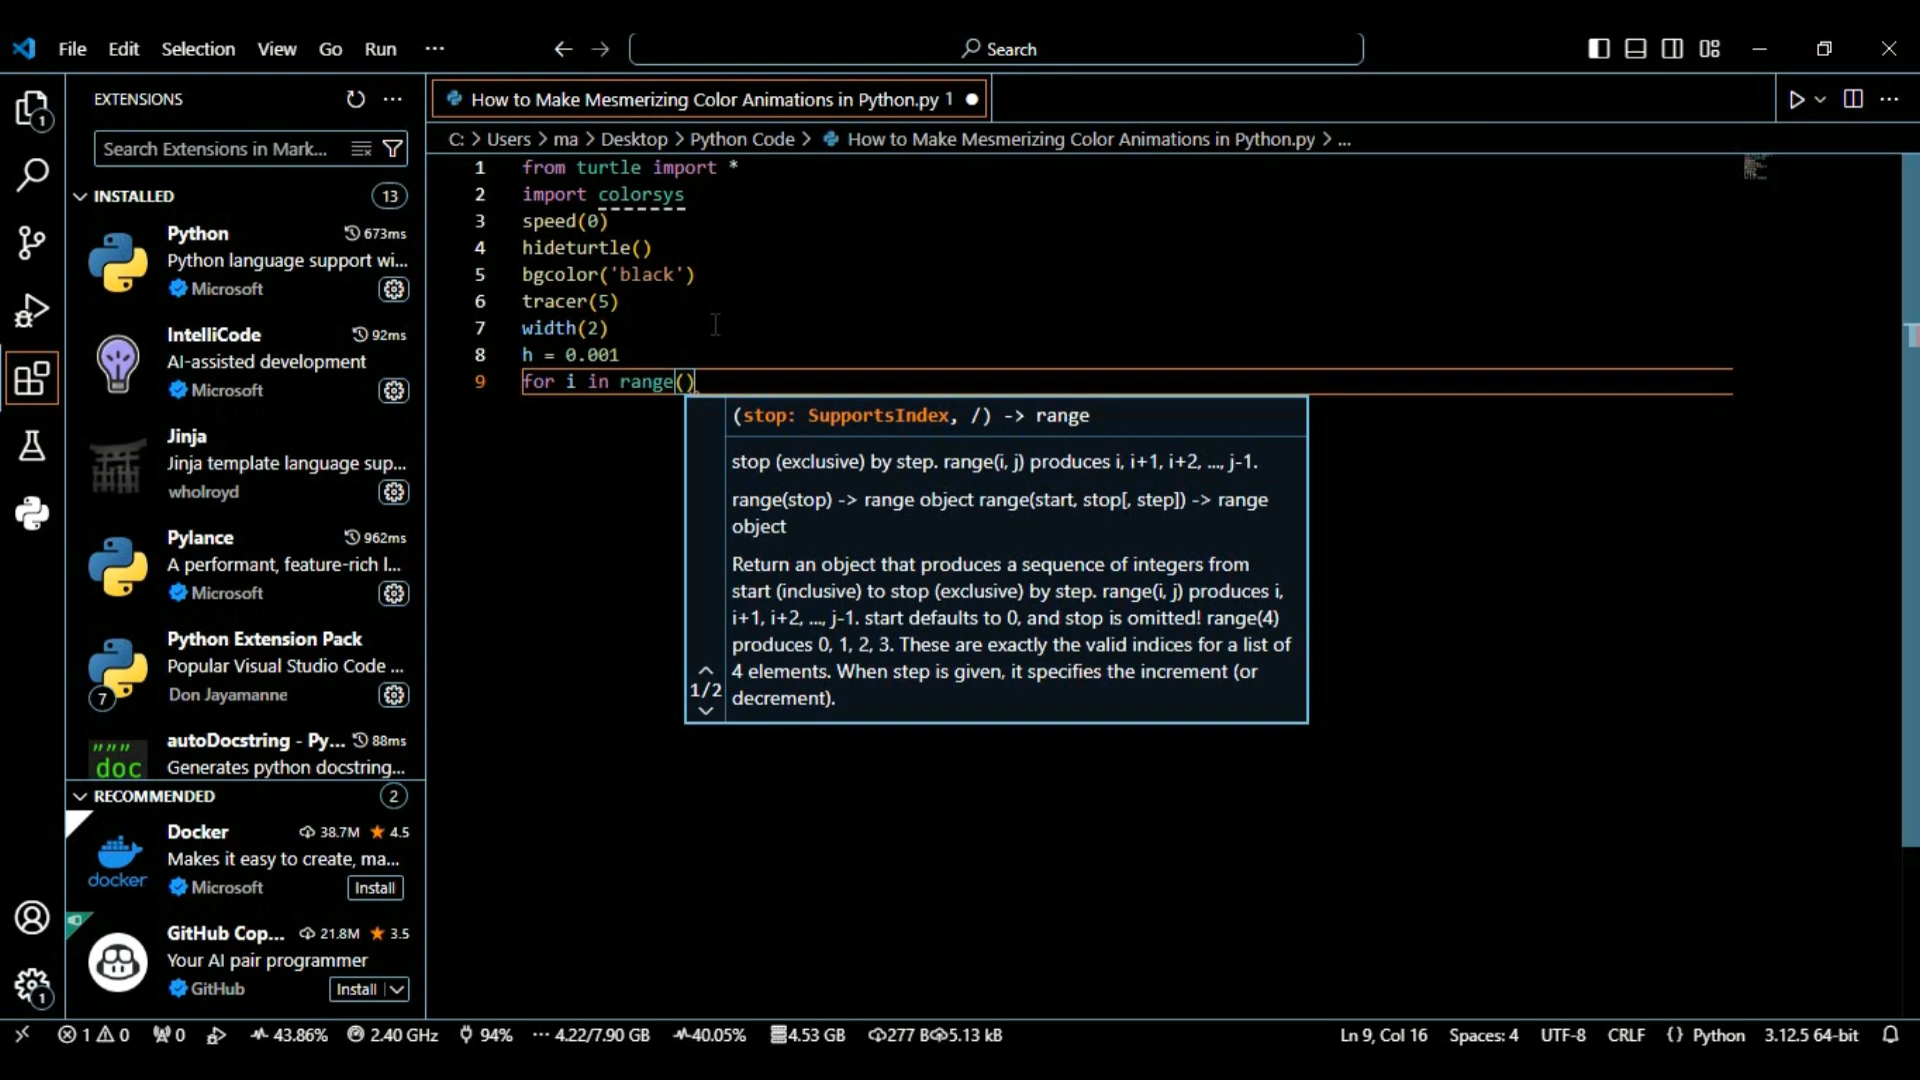 File Edit Selection View Go Run ···
Search
EXTENSIONS
Search Extensions in Mark...
INSTALLED 13
Python 673ms
Python language support wi...
Microsoft
IntelliCode 92ms
AI-assisted development
Microsoft
Jinja
Jinja template language sup...
wholroyd
Pylance 962ms
A performant, feature-rich l...
Microsoft
Python Extension Pack
Popular Visual Studio Code ...
7 Don Jayamanne
autoDocstring - Py... 88ms
""" doc
Generates python docstring...
RECOMMENDED 2
Docker 38.7M 4.5
Makes it easy to create, ma...
docker
Microsoft Install
GitHub Cop... 21.8M 3.5
Your AI pair programmer
GitHub Install
1
1
How to Make Mesmerizing Color Animations in Python.py 1
C: > Users > ma > Desktop > Python Code > How to Make Mesmerizing Color Animations in Python.py > ...
1 from turtle import *
2 import colorsys
3 speed(0)
4 hideturtle()
5 bgcolor('black')
6 tracer(5)
7 width(2)
8 h = 0.001
9 for i in range()
(stop: SupportsIndex, /) -> range
stop (exclusive) by step. range(i, j) produces i, i+1, i+2, ..., j-1.
range(stop) -> range object range(start, stop[, step]) -> range
object
Return an object that produces a sequence of integers from
start (inclusive) to stop (exclusive) by step. range(i, j) produces i,
i+1, i+2, ..., j-1. start defaults to 0, and stop is omitted! range(4)
produces 0, 1, 2, 3. These are exactly the valid indices for a list of
4 elements. When step is given, it specifies the increment (or
decrement).
1/2
1 0 0 43.86% 2.40 GHz 94% ··· 4.22/7.90 GB 40.05% 4.53 GB 277 B 5.13 kB Ln 9, Col 16 Spaces: 4 UTF-8 CRLF {} Python 3.12.5 64-bit